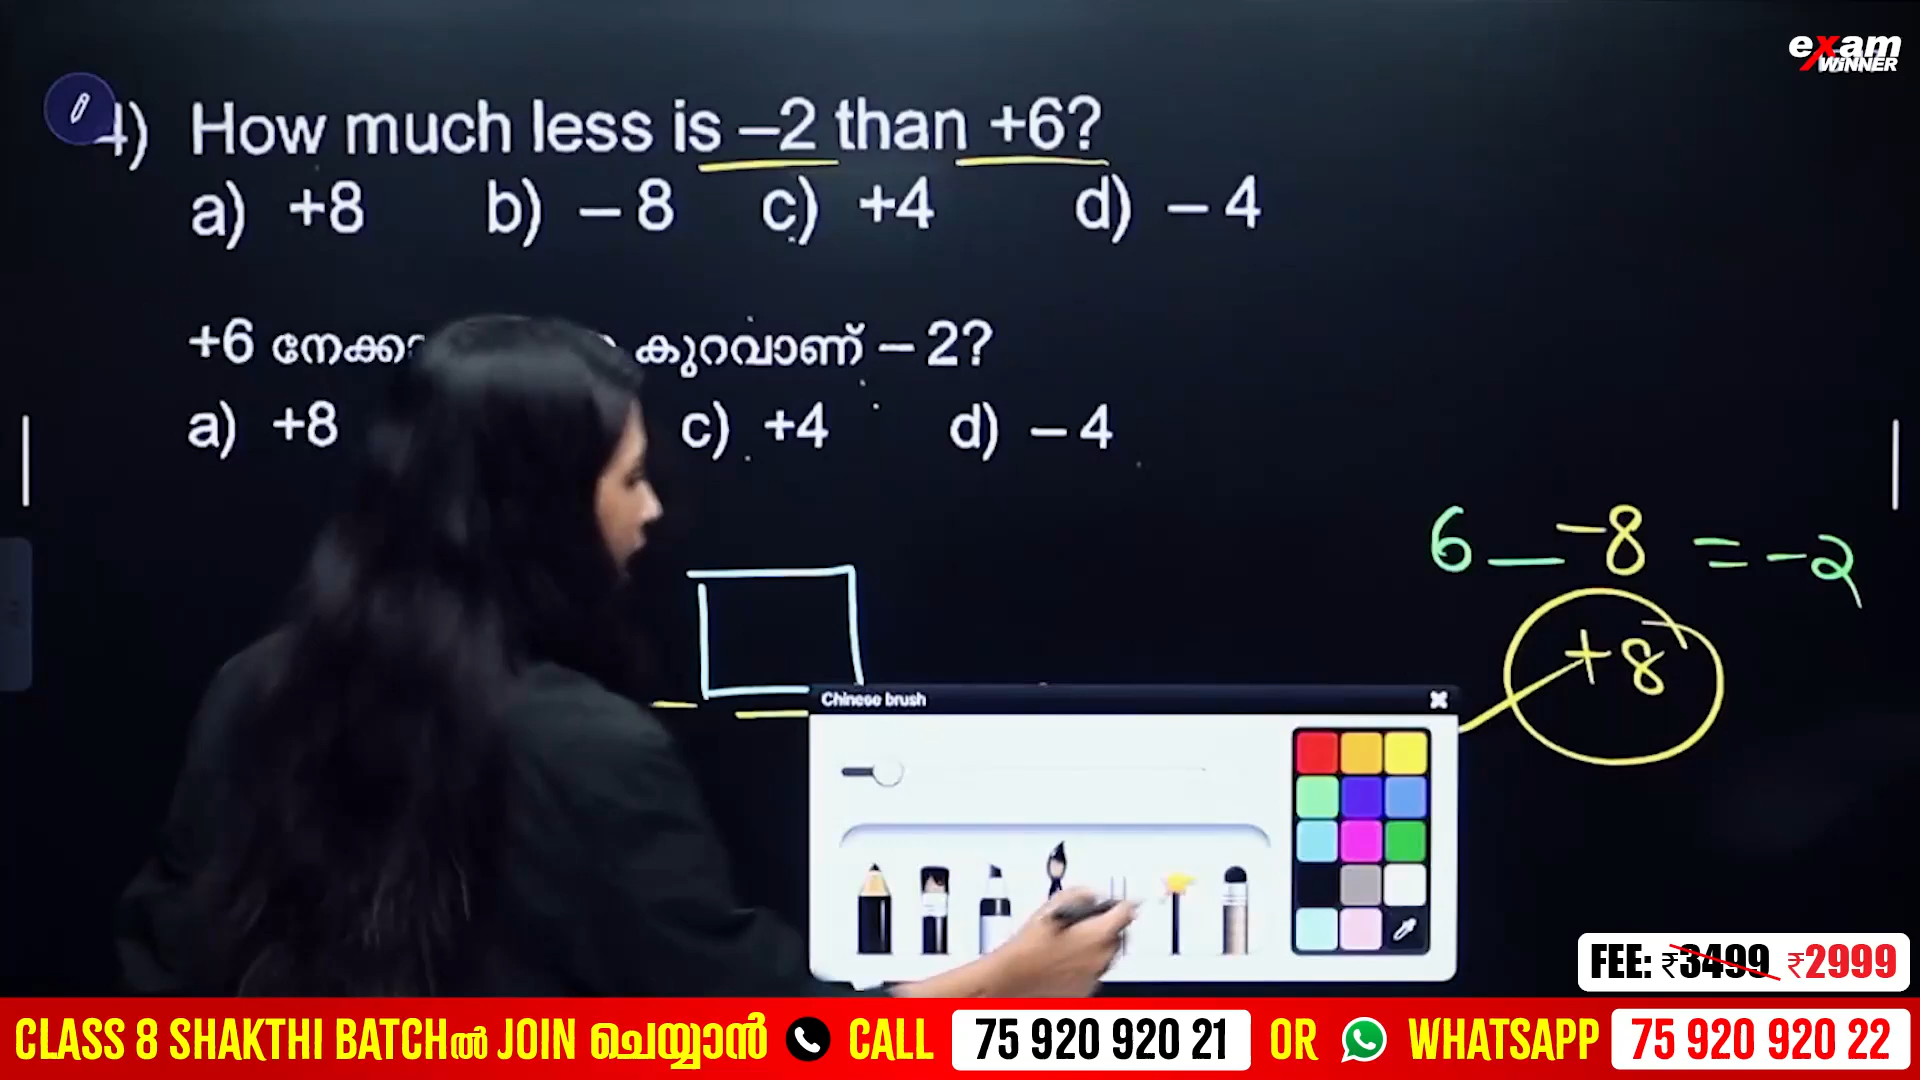 exam
WINNER
4) How much less is –2 than +6?
a) +8 b) – 8 c) +4 d) – 4
+6 കുറവാണ് – 2?
a) +8 c) +4 d) – 4
6 – -8 = -2
+8
Chinese brush
FEE: ₹3499 ₹2999
CLASS 8 SHAKTHI BATCHൽ JOIN ചെയ്യാൻ CALL 75 920 920 21 OR WHATSAPP 75 920 920 22